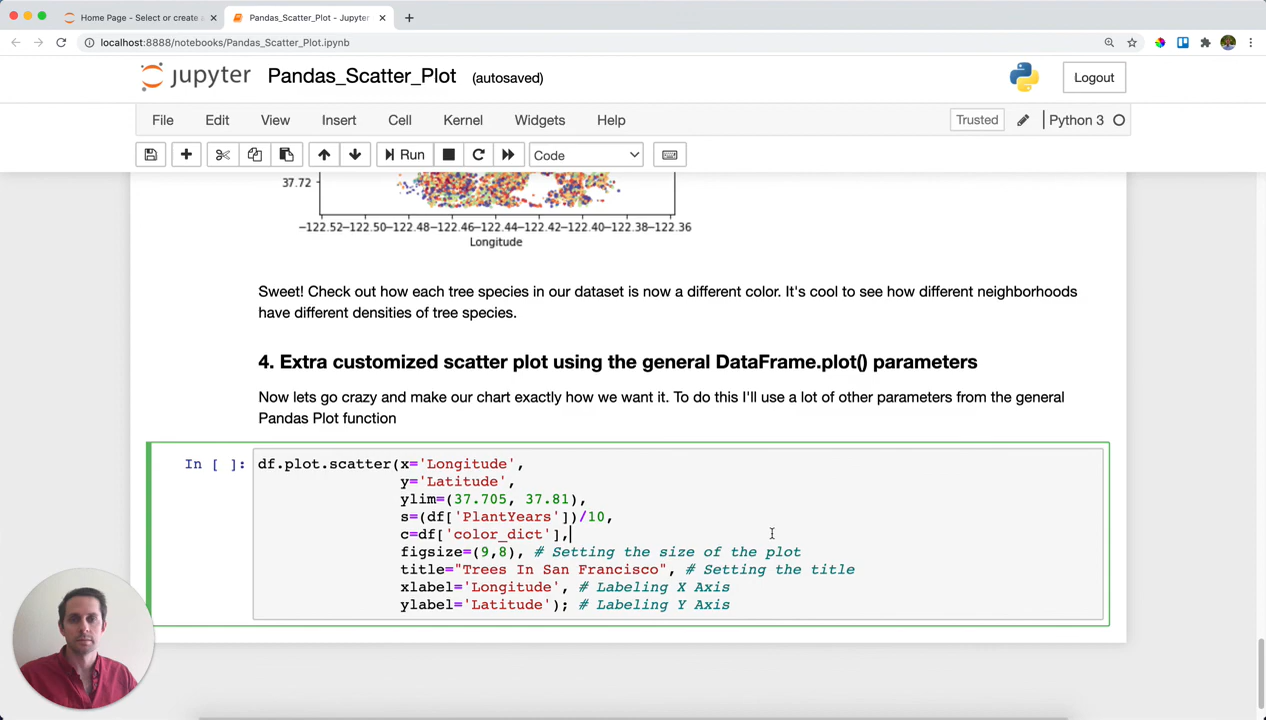 Home Page - Select or create a
Pandas_Scatter_Plot - Jupyter
localhost:8888/notebooks/Pandas_Scatter_Plot.ipynb
jupyter Pandas_Scatter_Plot (autosaved)
Logout
File Edit View Insert Cell Kernel Widgets Help
Trusted
Python 3
Run
Code
37.72
−122.52−122.50−122.48−122.46−122.44−122.42−122.40−122.38−122.36
Longitude
Sweet! Check out how each tree species in our dataset is now a different color. It's cool to see how different neighborhoods
have different densities of tree species.
4. Extra customized scatter plot using the general DataFrame.plot() parameters
Now lets go crazy and make our chart exactly how we want it. To do this I'll use a lot of other parameters from the general
Pandas Plot function
In [ ]: df.plot.scatter(x='Longitude',
y='Latitude',
ylim=(37.705, 37.81),
s=(df['PlantYears'])/10,
c=df['color_dict'],
figsize=(9,8), # Setting the size of the plot
title="Trees In San Francisco", # Setting the title
xlabel='Longitude', # Labeling X Axis
ylabel='Latitude'); # Labeling Y Axis